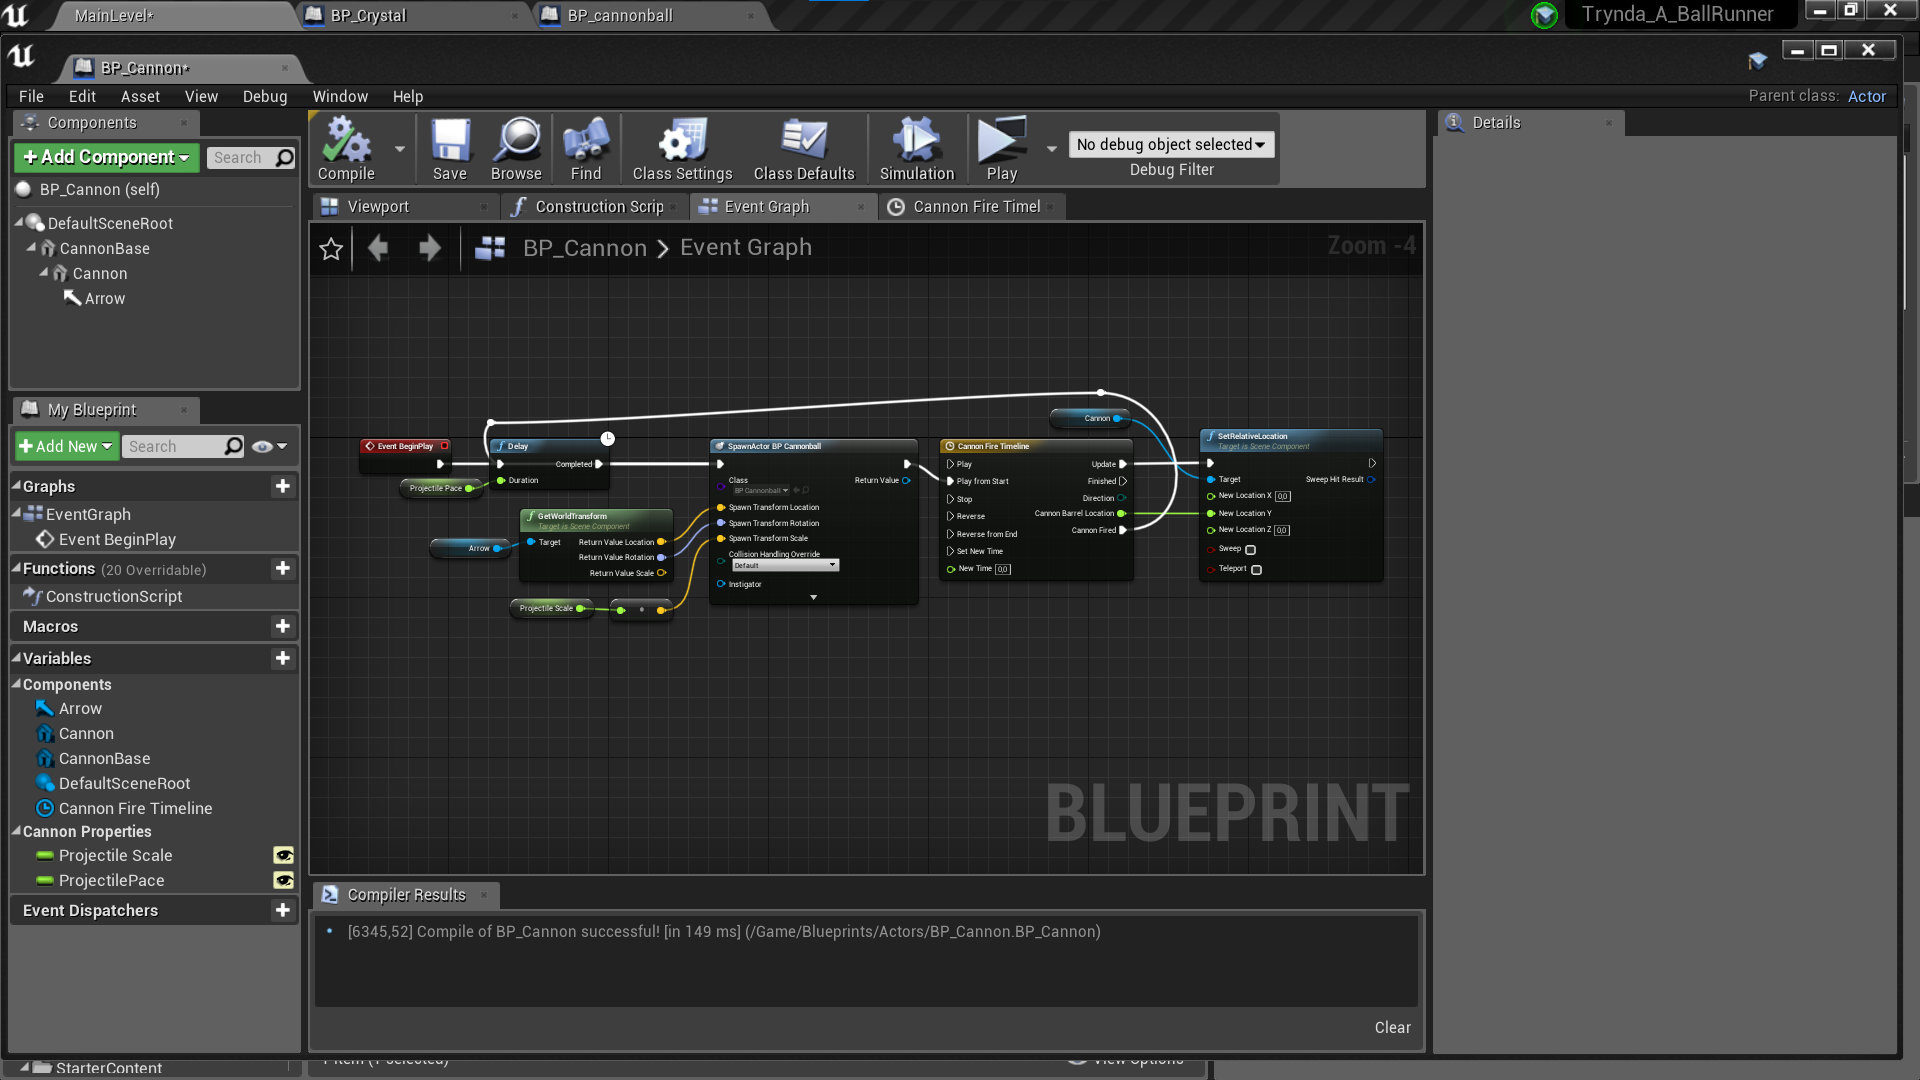 MainLevel*
BP_Crystal
BP_cannonball
Trynda_A_BallRunner
BP_Cannon*
File Edit Asset View Debug Window Help
Parent class: Actor
Components
+ Add Component
Search
BP_Cannon (self)
DefaultSceneRoot
CannonBase
Cannon
Arrow
Compile
Save
Browse
Find
Class Settings
Class Defaults
Simulation
Play
No debug object selected
Debug Filter
Details
Viewport
Construction Scrip
Event Graph
Cannon Fire Timel
BP_Cannon > Event Graph
Zoom -4
My Blueprint
+ Add New
Search
Graphs
EventGraph
Event BeginPlay
Functions (20 Overridable)
ConstructionScript
Macros
Variables
Components
Arrow
Cannon
CannonBase
DefaultSceneRoot
Cannon Fire Timeline
Cannon Properties
Projectile Scale
ProjectilePace
Event Dispatchers
Event BeginPlay
Projectile Pace
Delay
Completed
Duration
GetWorldTransform
Target is Scene Component
Target
Return Value Location
Return Value Rotation
Return Value Scale
Arrow
Projectile Scale
SpawnActor BP Cannonball
Class
BP Cannonball
Return Value
Spawn Transform Location
Spawn Transform Rotation
Spawn Transform Scale
Collision Handling Override
Default
Instigator
Cannon
Cannon Fire Timeline
Play
Update
Play from Start
Finished
Stop
Direction
Reverse
Cannon Barrel Location
Reverse from End
Cannon Fired
Set New Time
New Time 0,0
SetRelativeLocation
Target is Scene Component
Target
Sweep Hit Result
New Location X 0,0
New Location Y
New Location Z 0,0
Sweep
Teleport
BLUEPRINT
Compiler Results
[6345,52] Compile of BP_Cannon successful! [in 149 ms] (/Game/Blueprints/Actors/BP_Cannon.BP_Cannon)
Clear
StarterContent
1 item (1 selected)
View Options